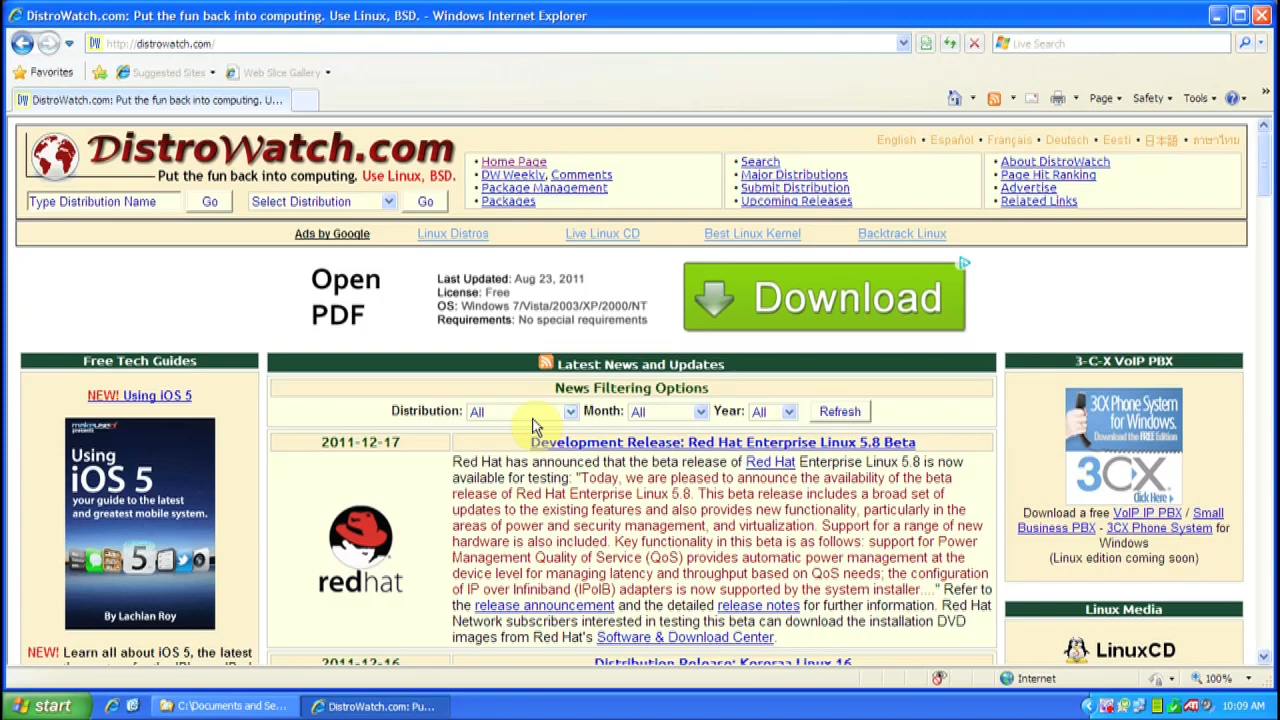 DistroWatch.com: Put the fun back into computing. Use Linux, BSD. - Windows Internet Explorer
http://distrowatch.com/
Live Search
Favorites
Suggested Sites
Web Slice Gallery
DistroWatch.com: Put the fun back into computing. U...
Page
Safety
Tools
DistroWatch.com
Put the fun back into computing. Use Linux, BSD.
English • Español • Français • Deutsch • Eesti • 日本語 • ภาษาไทย
• Home Page
• DW Weekly, Comments
• Package Management
• Packages
• Search
• Major Distributions
• Submit Distribution
• Upcoming Releases
• About DistroWatch
• Page Hit Ranking
• Advertise
• Related Links
Type Distribution Name
Go
Select Distribution
Go
Ads by Google
Linux Distros
Live Linux CD
Best Linux Kernel
Backtrack Linux
Open
PDF
Last Updated: Aug 23, 2011
License: Free
OS: Windows 7/Vista/2003/XP/2000/NT
Requirements: No special requirements
Download
Free Tech Guides
NEW! Using iOS 5
makeuseof
presents
Using
iOS 5
your guide to the latest
and greatest mobile system.
5
By Lachlan Roy
NEW! Learn all about iOS 5, the latest
Latest News and Updates
News Filtering Options
Distribution: All Month: All Year: All Refresh
2011-12-17
Development Release: Red Hat Enterprise Linux 5.8 Beta
redhat
Red Hat has announced that the beta release of Red Hat Enterprise Linux 5.8 is now
available for testing: "Today, we are pleased to announce the availability of the beta
release of Red Hat Enterprise Linux 5.8. This beta release includes a broad set of
updates to the existing features and also provides new functionality, particularly in the
areas of power and security management, and virtualization. Support for a range of new
hardware is also included. Key functionality in this beta is as follows: support for Power
Management Quality of Service (QoS) provides automatic power management at the
device level for managing latency and throughput based on QoS needs; the configuration
of IP over Infiniband (IPoIB) adapters is now supported by the system installer...." Refer to
the release announcement and the detailed release notes for further information. Red Hat
Network subscribers interested in testing this beta can download the installation DVD
images from Red Hat's Software & Download Center.
2011-12-16
Distribution Release: Kororaa Linux 16
3-C-X VoIP PBX
3CX Phone System
for Windows.
Download the FREE Edition
3CX
Click Here
Download a free VoIP IP PBX / Small
Business PBX - 3CX Phone System for
Windows
(Linux edition coming soon)
Linux Media
LinuxCD
Internet
100%
start
C:\Documents and Se...
DistroWatch.com: Pu...
10:09 AM